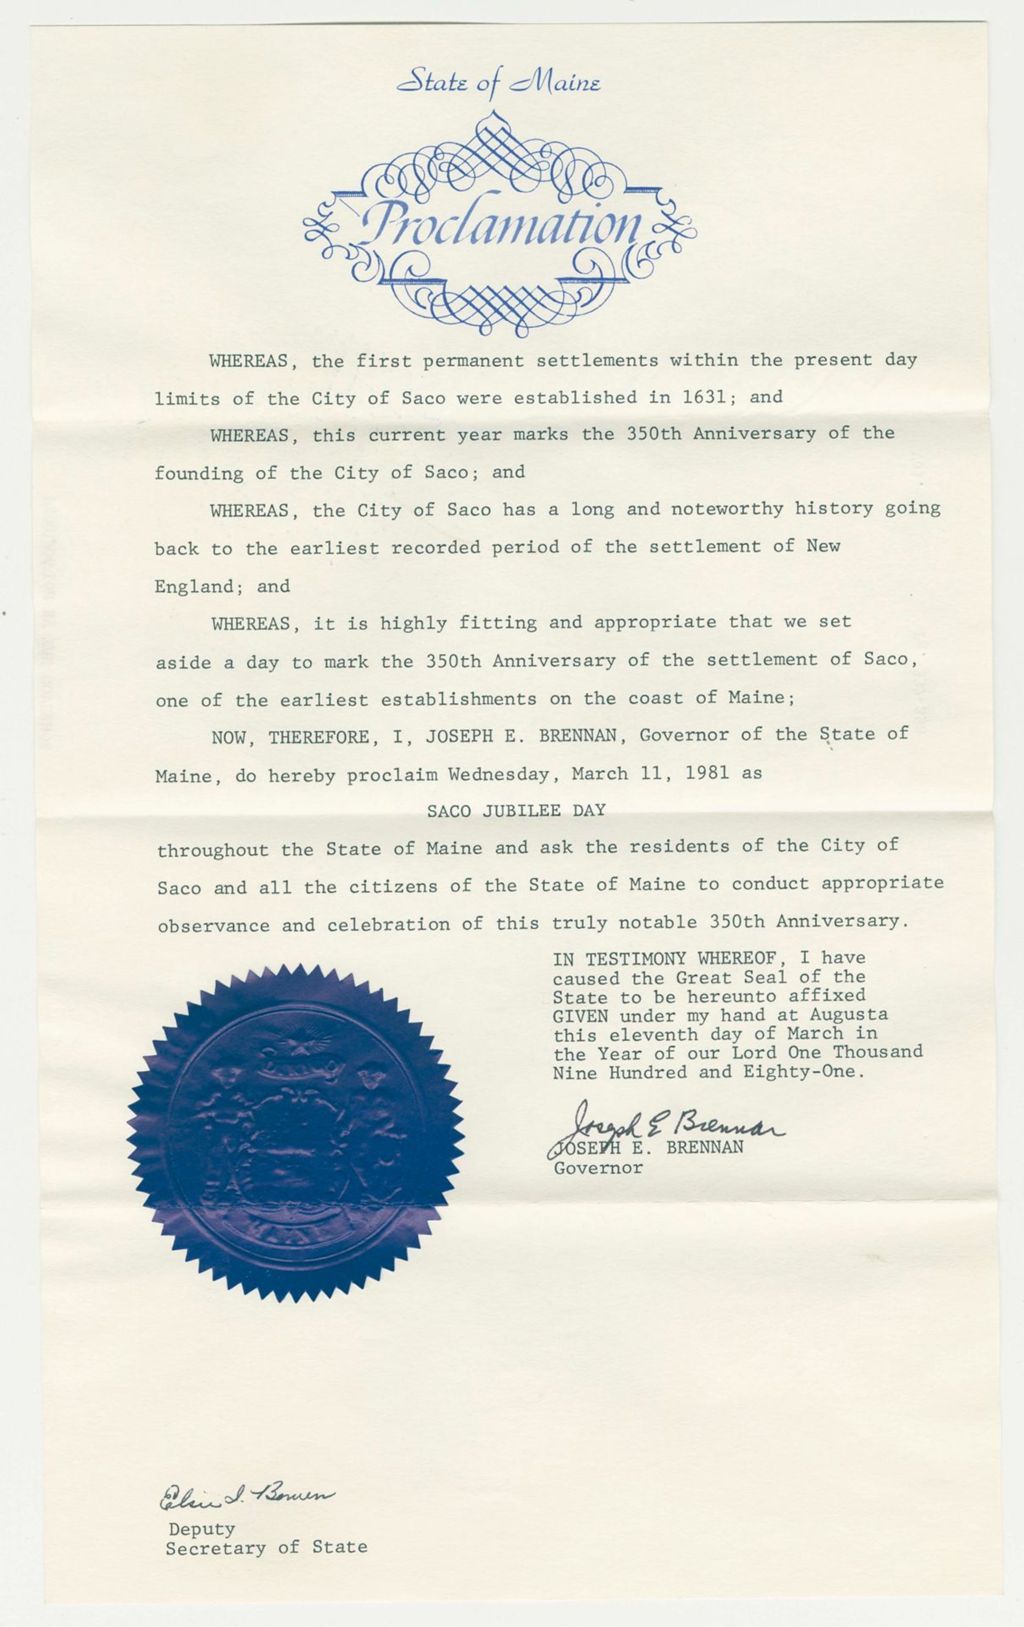 State of Maine
Proclamation
WHEREAS, the first permanent settlements within the present day
limits of the City of Saco were established in 1631; and
WHEREAS, this current year marks the 350th Anniversary of the
founding of the City of Saco; and
WHEREAS, the City of Saco has a long and noteworthy history going
back to the earliest recorded period of the settlement of New
England; and
WHEREAS, it is highly fitting and appropriate that we set
aside a day to mark the 350th Anniversary of the settlement of Saco,
one of the earliest establishments on the coast of Maine;
NOW, THEREFORE, I, JOSEPH E. BRENNAN, Governor of the State of
Maine, do hereby proclaim Wednesday, March 11, 1981 as
SACO JUBILEE DAY
throughout the State of Maine and ask the residents of the City of
Saco and all the citizens of the State of Maine to conduct appropriate
observance and celebration of this truly notable 350th Anniversary.
IN TESTIMONY WHEREOF, I have
caused the Great Seal of the
State to be hereunto affixed
GIVEN under my hand at Augusta
this eleventh day of March in
the Year of our Lord One Thousand
Nine Hundred and Eighty-One.
Joseph E Brennan
JOSEPH E. BRENNAN
Governor
MAINE
Elsie I. Bowen
Deputy
Secretary of State